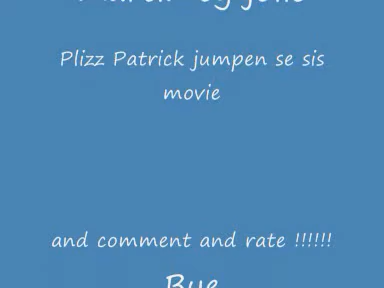 Plizz Patrick jumpen se sis
movie
and comment and rate !!!!!!
Bye